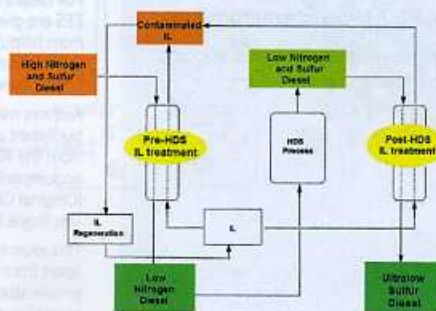 Contaminated
IL
High Nitrogen
and Sulfur
Diesel
Low Nitrogen
and Sulfur
Diesel
Pre-HDS
IL treatment
HDS
Process
Post-HDS
IL treatment
IL
Regeneration
IL
Low
Nitrogen
Diesel
Ultralow
Sulfur
Diesel